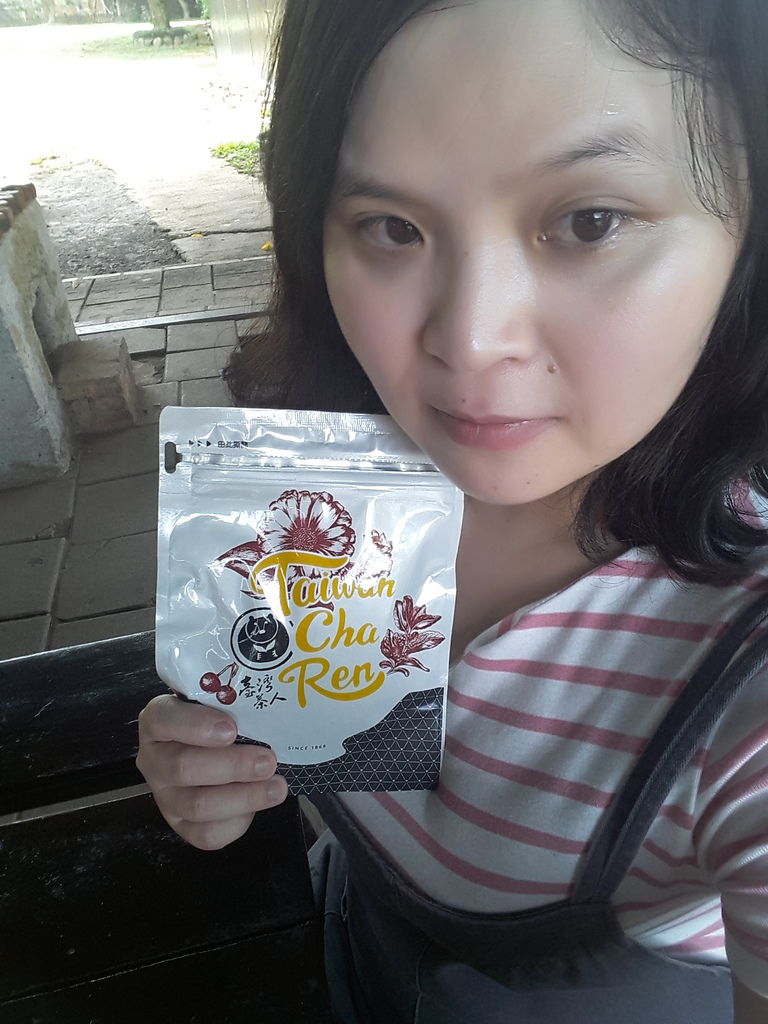 Taiwan
Cha
Ren
臺灣
茶人
SINCE 1868